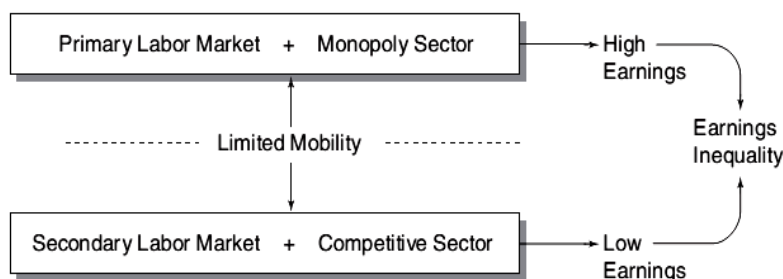 Primary Labor Market + Monopoly Sector
High
Earnings
Limited Mobility
Earnings
Inequality
Secondary Labor Market + Competitive Sector
Low
Earnings